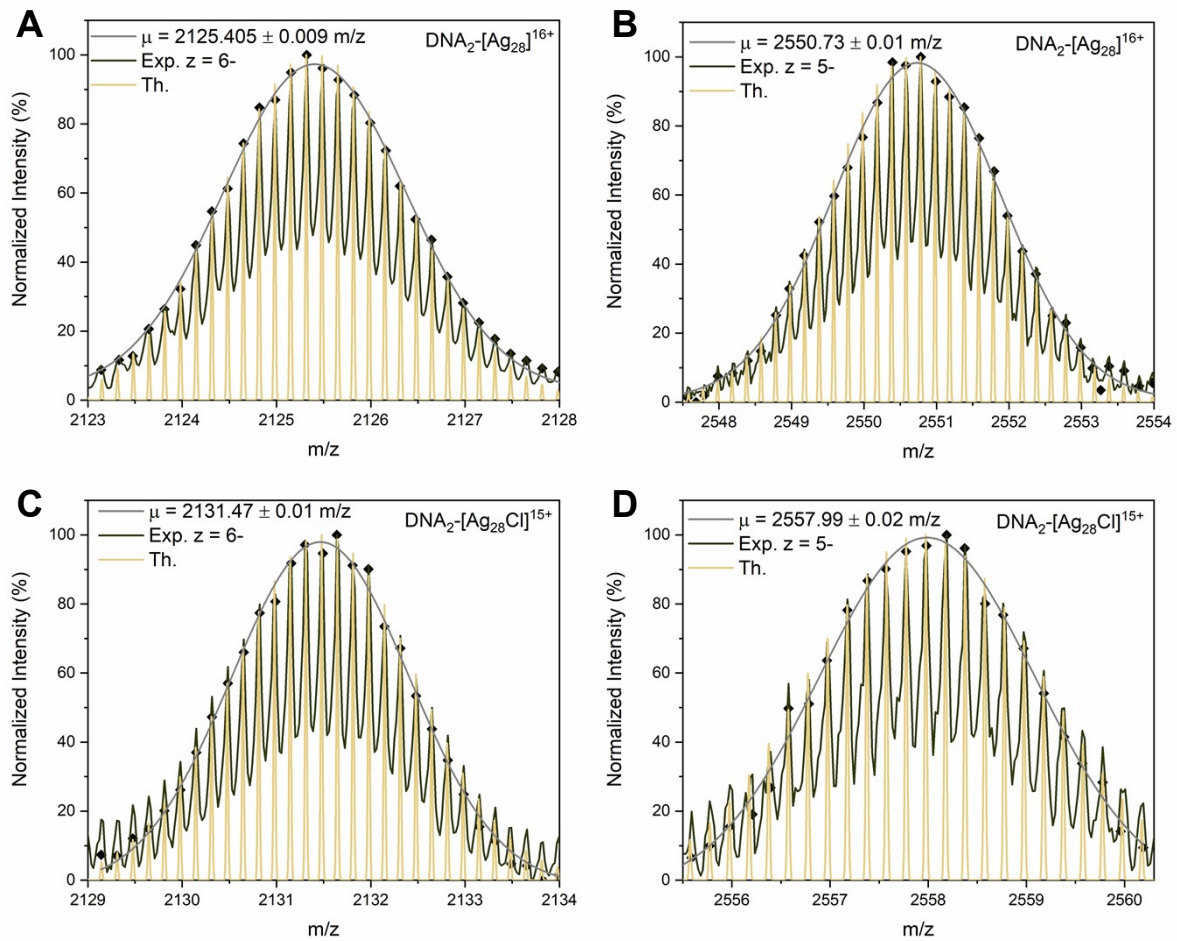 A
μ = 2125.405 ± 0.009 m/z
Exp. z = 6-
Th.
DNA₂-[Ag₂₈]¹⁶⁺
Normalized Intensity (%)
100
80
60
40
20
0
2123 2124 2125 2126 2127 2128
m/z
B
μ = 2550.73 ± 0.01 m/z
Exp. z = 5-
Th.
DNA₂-[Ag₂₈]¹⁶⁺
Normalized Intensity (%)
100
80
60
40
20
0
2548 2549 2550 2551 2552 2553 2554
m/z
C
μ = 2131.47 ± 0.01 m/z
Exp. z = 6-
Th.
DNA₂-[Ag₂₈Cl]¹⁵⁺
Normalized Intensity (%)
100
80
60
40
20
0
2129 2130 2131 2132 2133 2134
m/z
D
μ = 2557.99 ± 0.02 m/z
Exp. z = 5-
Th.
DNA₂-[Ag₂₈Cl]¹⁵⁺
Normalized Intensity (%)
100
80
60
40
20
0
2556 2557 2558 2559 2560
m/z